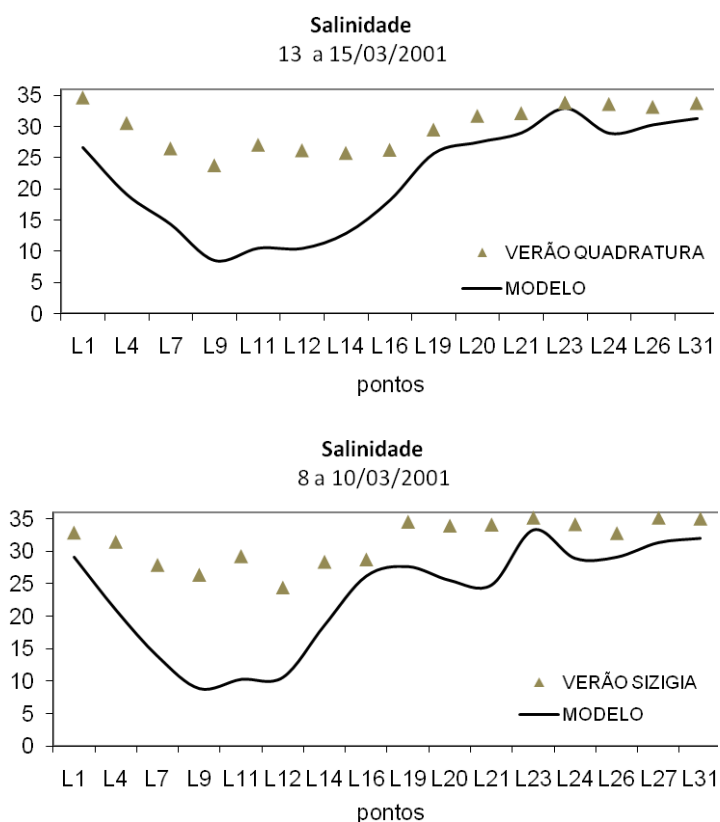 Salinidade
13 a 15/03/2001
35
30
25
20
15
10
5
0
VERÃO QUADRATURA
MODELO
L1 L4 L7 L9 L11 L12 L14 L16 L19 L20 L21 L23 L24 L26 L31
pontos
Salinidade
8 a 10/03/2001
35
30
25
20
15
10
5
0
VERÃO SIZIGIA
MODELO
L1 L4 L7 L9 L11 L12 L14 L16 L19 L20 L21 L23 L24 L26 L27 L31
pontos